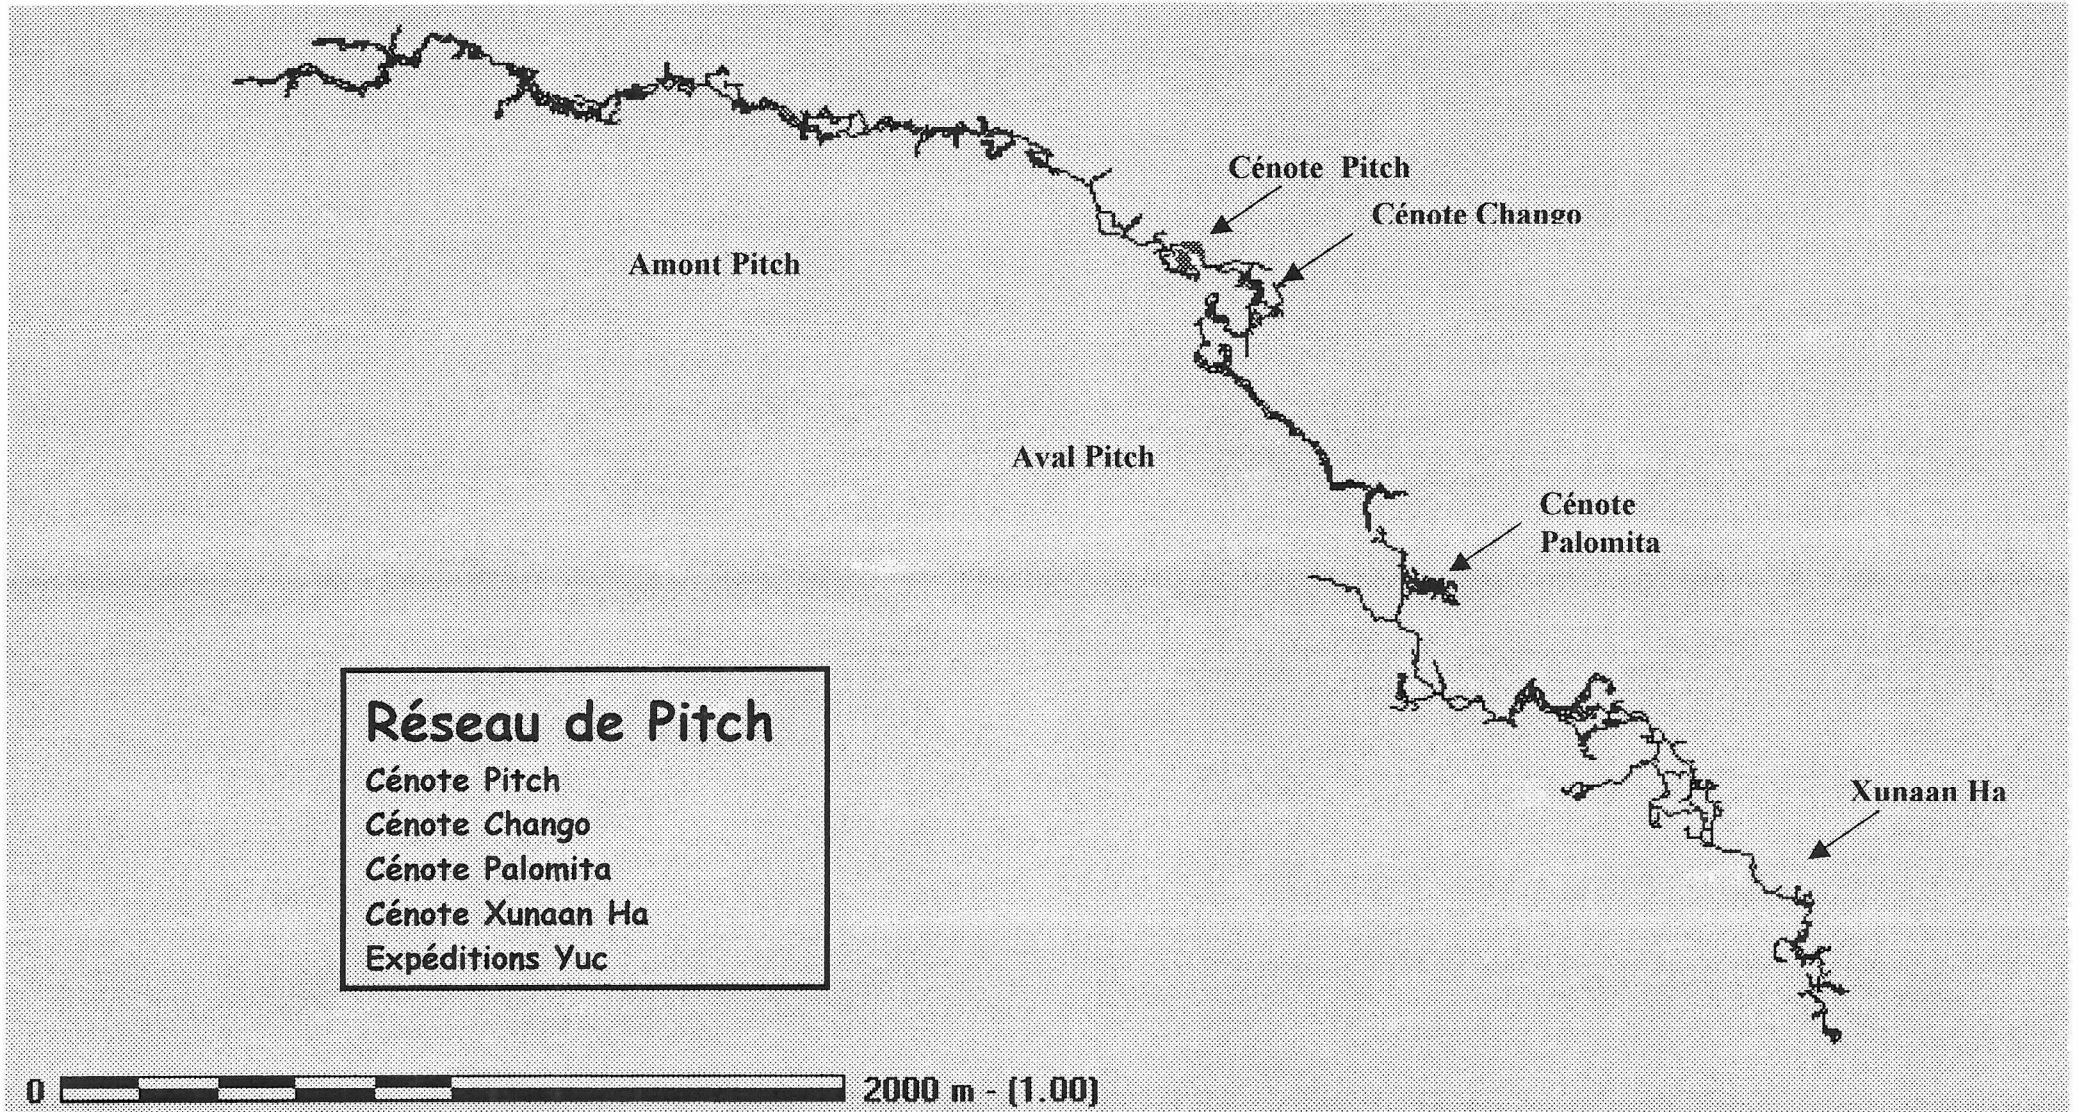 Cénote Pitch
Cénote Chango
Amont Pitch
Aval Pitch
Cénote
Palomita
Réseau de Pitch
Cénote Pitch
Cénote Chango
Cénote Palomita
Cénote Xunaan Ha
Expéditions Yuc
Xunaan Ha
0 2000 m - (1.00)